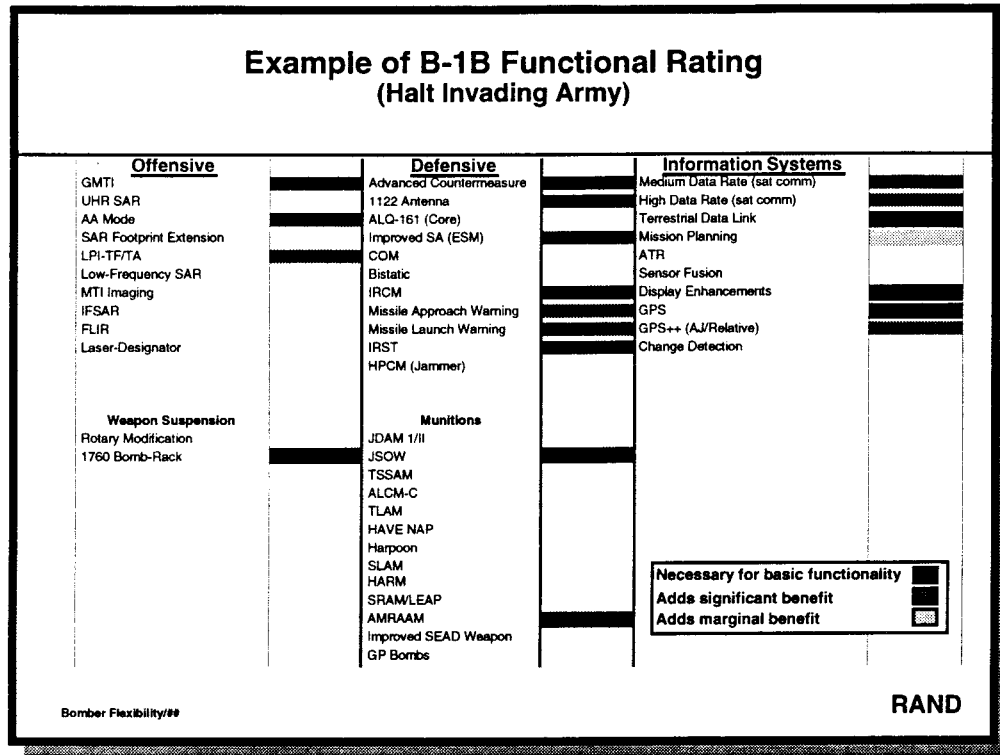 Example of B-1B Functional Rating
(Halt Invading Army)
Offensive
GMTI
UHR SAR
AA Mode
SAR Footprint Extension
LPI-TF/TA
Low-Frequency SAR
MTI Imaging
IFSAR
FLIR
Laser-Designator
Weapon Suspension
Rotary Modification
1760 Bomb-Rack
Defensive
Advanced Countermeasure
1122 Antenna
ALQ-161 (Core)
Improved SA (ESM)
COM
Bistatic
IRCM
Missile Approach Warning
Missile Launch Warning
IRST
HPCM (Jammer)
Munitions
JDAM 1/II
JSOW
TSSAM
ALCM-C
TLAM
HAVE NAP
Harpoon
SLAM
HARM
SRAM/LEAP
AMRAAM
Improved SEAD Weapon
GP Bombs
Information Systems
Medium Data Rate (sat comm)
High Data Rate (sat comm)
Terrestrial Data Link
Mission Planning
ATR
Sensor Fusion
Display Enhancements
GPS
GPS++ (AJ/Relative)
Change Detection
Necessary for basic functionality
Adds significant benefit
Adds marginal benefit
Bomber Flexibility/##
RAND